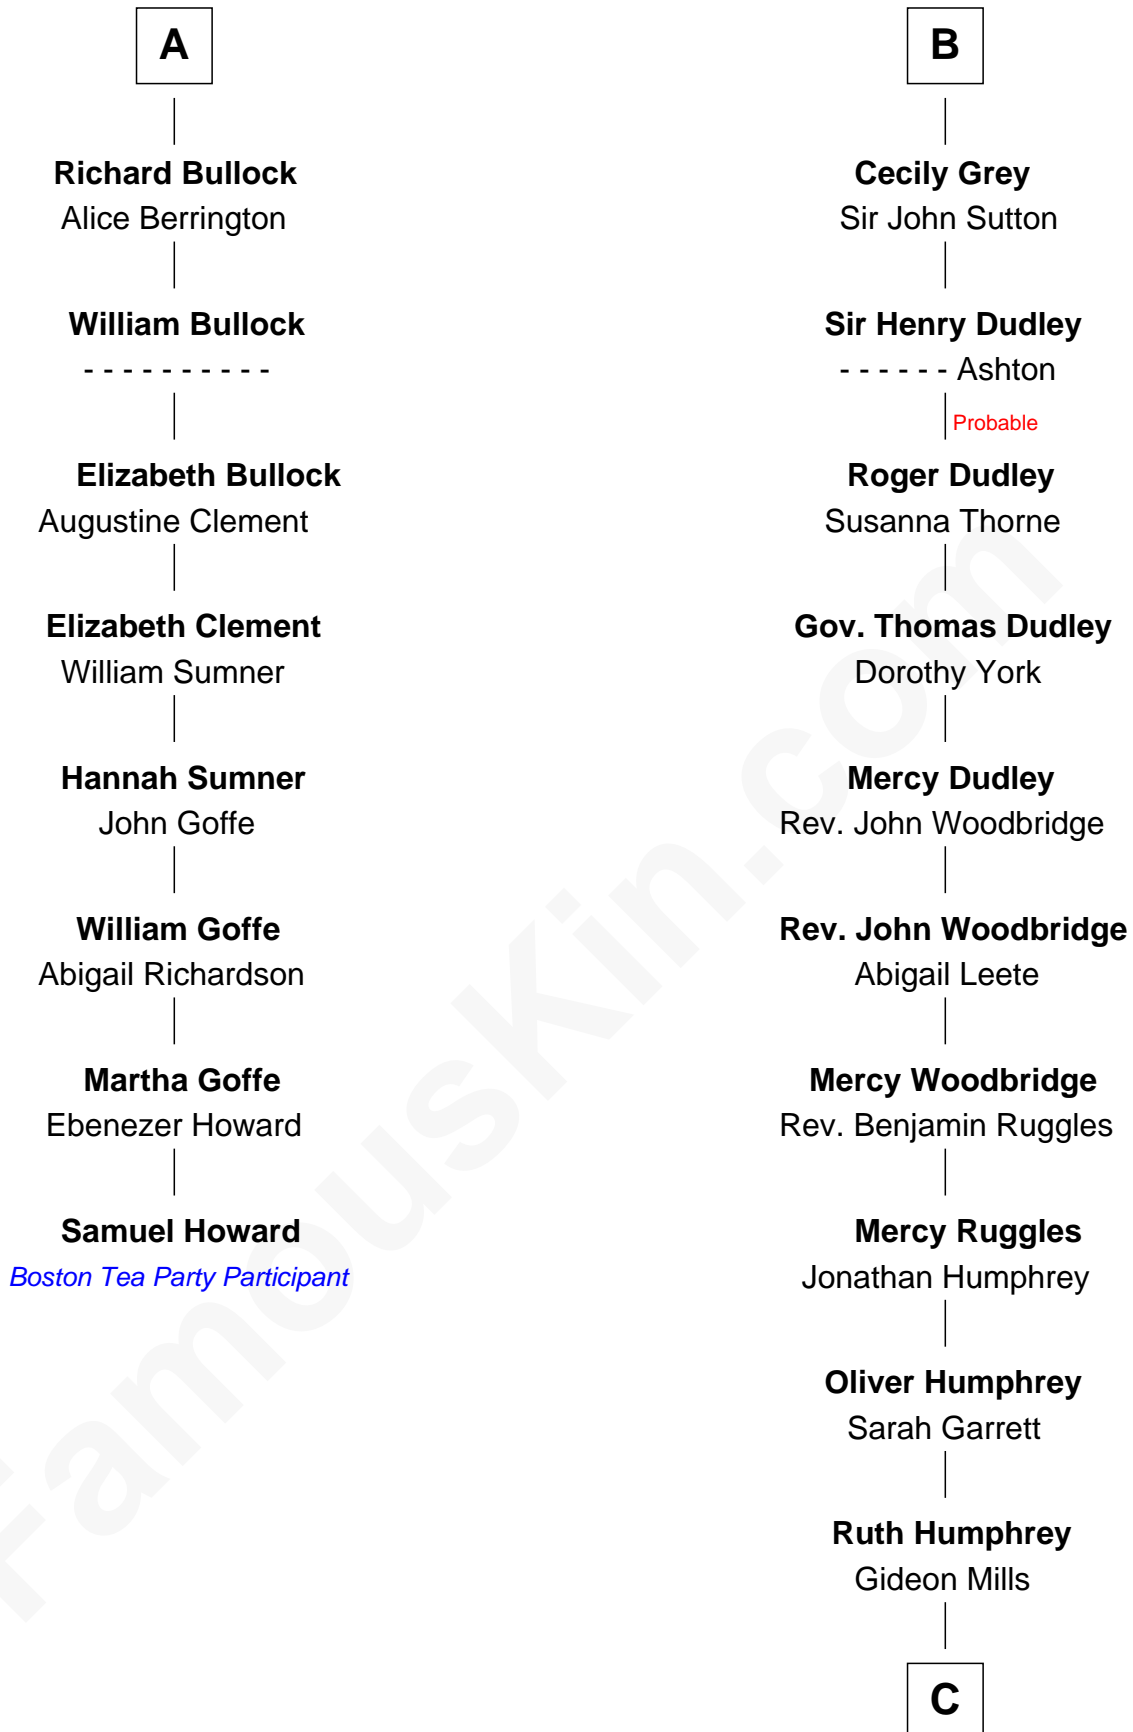 A
Richard Bullock
Alice Berrington
William Bullock
- - - - - - - - - -
Elizabeth Bullock
Augustine Clement
Elizabeth Clement
William Sumner
Hannah Sumner
John Goffe
William Goffe
Abigail Richardson
Martha Goffe
Ebenezer Howard
Samuel Howard
Boston Tea Party Participant
B
Cecily Grey
Sir John Sutton
Sir Henry Dudley
- - - - - - Ashton
Probable
Roger Dudley
Susanna Thorne
Gov. Thomas Dudley
Dorothy York
Mercy Dudley
Rev. John Woodbridge
Rev. John Woodbridge
Abigail Leete
Mercy Woodbridge
Rev. Benjamin Ruggles
Mercy Ruggles
Jonathan Humphrey
Oliver Humphrey
Sarah Garrett
Ruth Humphrey
Gideon Mills
C
FamousKin.com